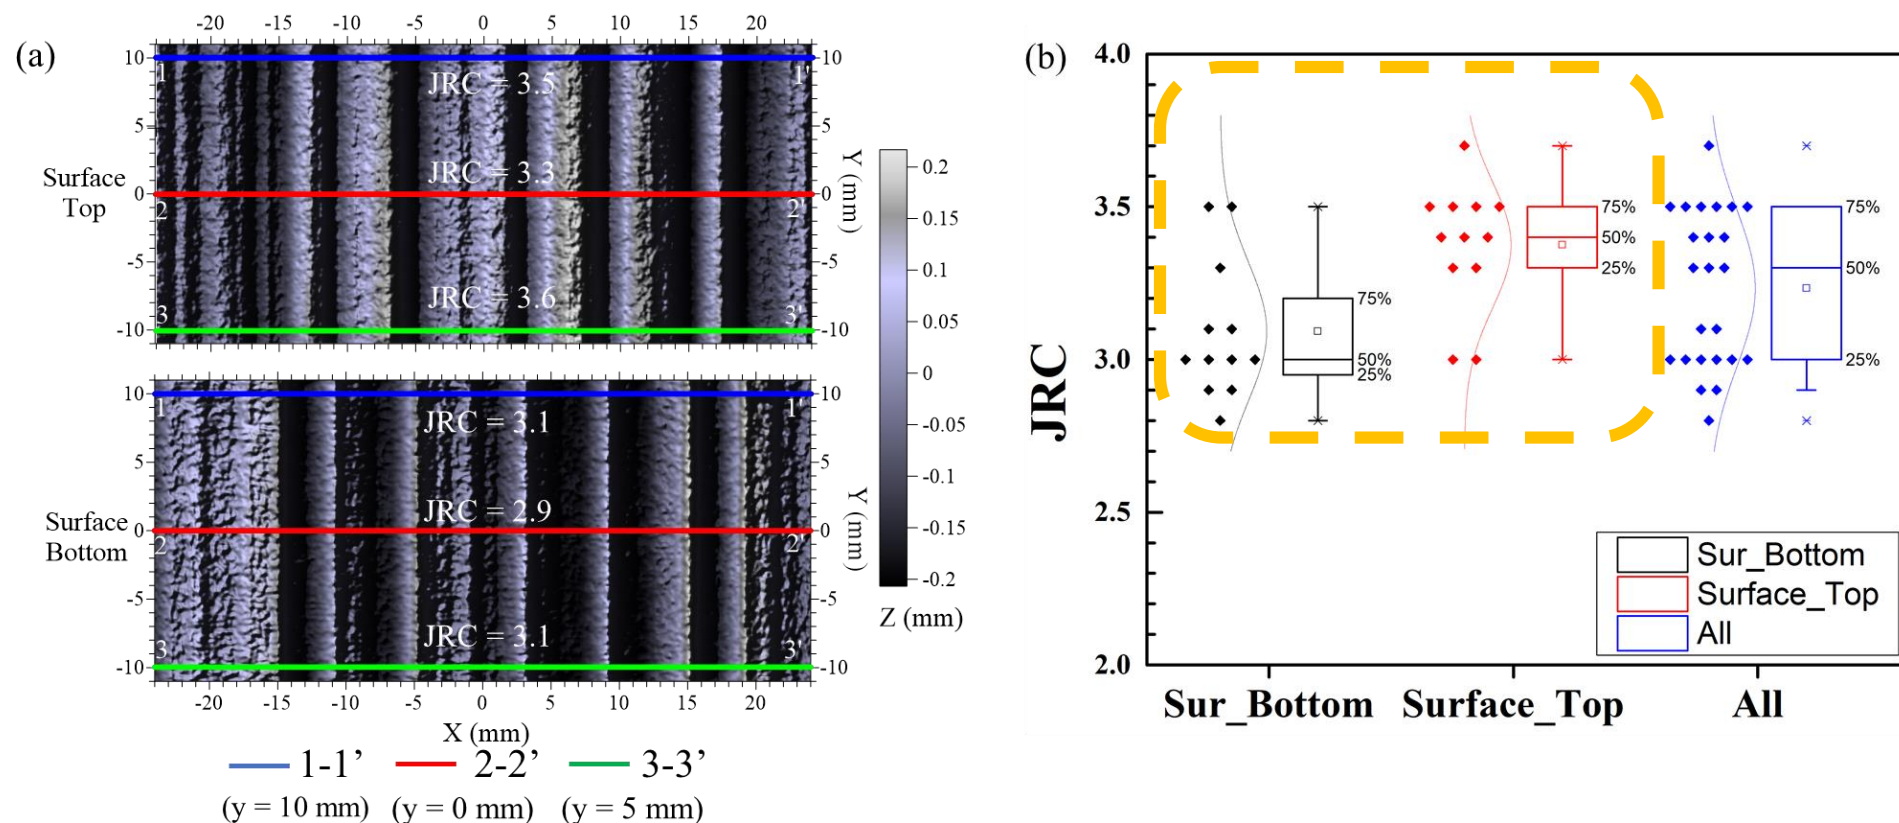 (a)
-20 -15 -10 -5 0 5 10 15 20
10 10
1 1'
JRC = 3.5
5 5
Surface
Top
JRC = 3.3
0 0
2 2'
Y (mm)
-5 -5
JRC = 3.6
3 3'
-10 -10
0.2
0.15
0.1
0.05
0
-0.05
-0.1
-0.15
-0.2
Z (mm)
10 10
1 1'
JRC = 3.1
5 5
Surface
Bottom
JRC = 2.9
0 0
2 2'
Y (mm)
-5 -5
JRC = 3.1
3 3'
-10 -10
-20 -15 -10 -5 0 5 10 15 20
X (mm)
1-1’ 2-2’ 3-3’
(y = 10 mm) (y = 0 mm) (y = 5 mm)
(b)
JRC
4.0
3.5
3.0
2.5
2.0
75%
50%
25%
75%
50%
25%
75%
50%
25%
Sur_Bottom
Surface_Top
All
Sur_Bottom Surface_Top All